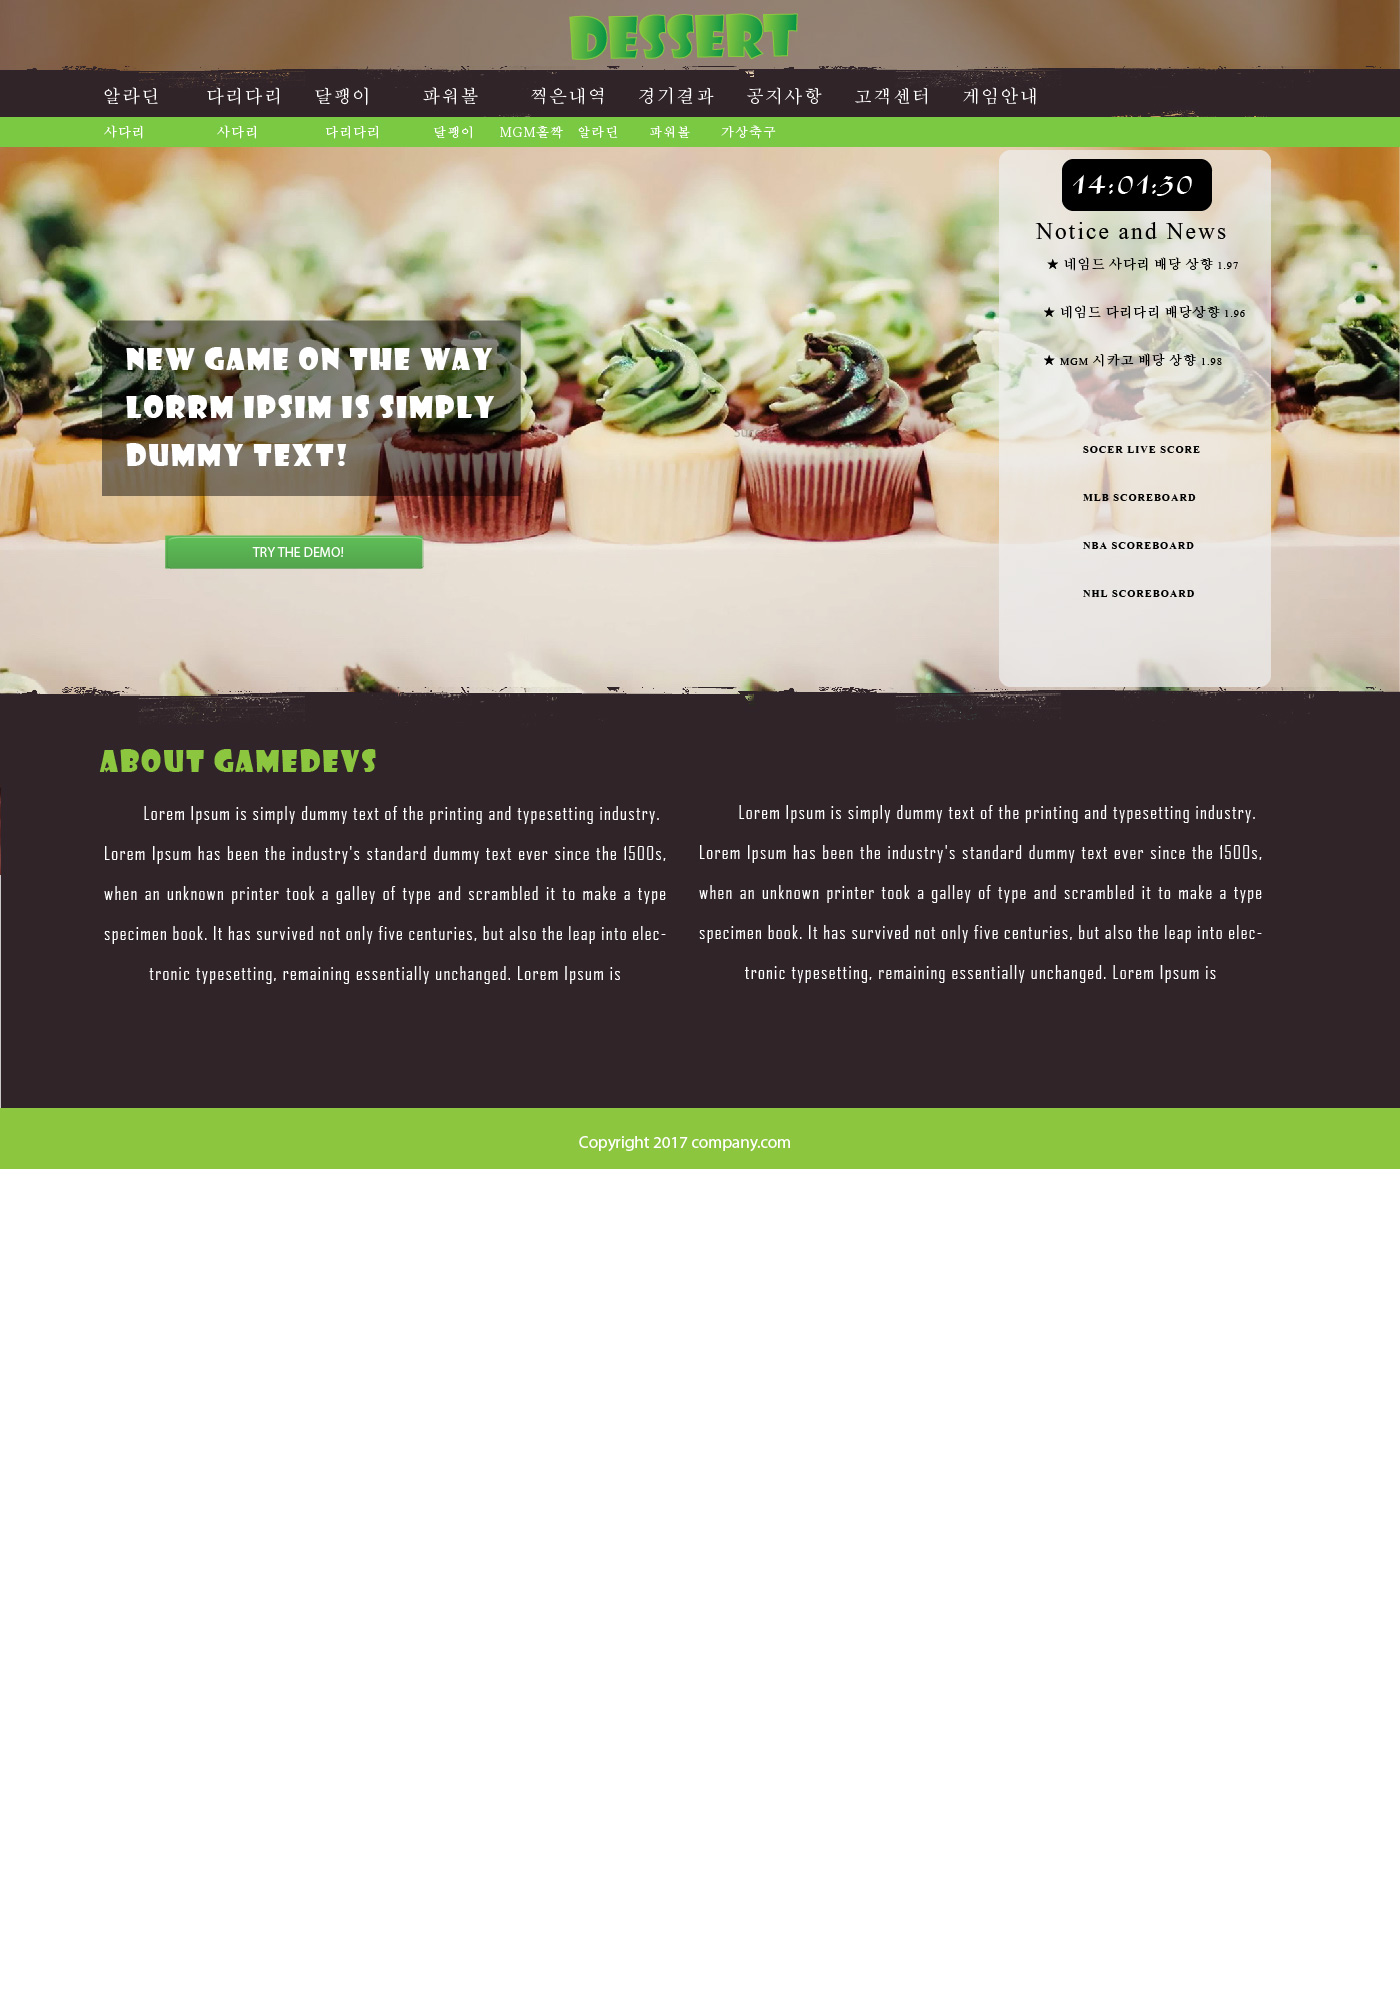 DESSERT
알라딘 다리다리 달팽이 파워볼 찍은내역 경기결과 공지사항 고객센터 게임안내
사다리 사다리 다리다리 달팽이 MGM홀짝 알라딘 파워볼 가상축구
14:01:30
Notice and News
★ 네임드 사다리 배당 상향 1.97
★ 네임드 다리다리 배당상향 1.96
★ MGM 시카고 배당 상향 1.98
NEW GAME ON THE WAY
LORRM IPSIM IS SIMPLY
DUMMY TEXT!
TRY THE DEMO!
SOCER LIVE SCORE
MLB SCOREBOARD
NBA SCOREBOARD
NHL SCOREBOARD
ABOUT GAMEDEVS
Lorem Ipsum is simply dummy text of the printing and typesetting industry.
Lorem Ipsum has been the industry's standard dummy text ever since the 1500s,
when an unknown printer took a galley of type and scrambled it to make a type
specimen book. It has survived not only five centuries, but also the leap into elec-
tronic typesetting, remaining essentially unchanged. Lorem Ipsum is
Lorem Ipsum is simply dummy text of the printing and typesetting industry.
Lorem Ipsum has been the industry's standard dummy text ever since the 1500s,
when an unknown printer took a galley of type and scrambled it to make a type
specimen book. It has survived not only five centuries, but also the leap into elec-
tronic typesetting, remaining essentially unchanged. Lorem Ipsum is
Copyright 2017 company.com